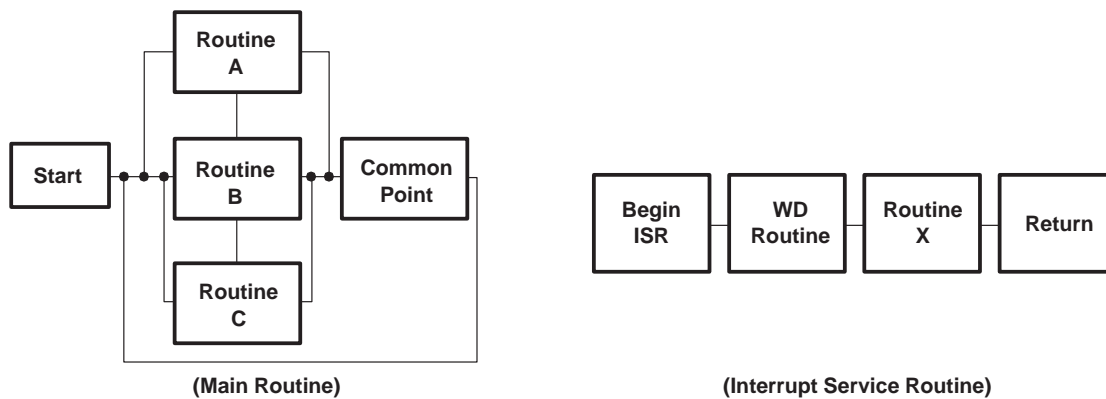 Routine
A
Start
Routine
B
Common
Point
Routine
C
(Main Routine)
Begin
ISR
WD
Routine
Routine
X
Return
(Interrupt Service Routine)